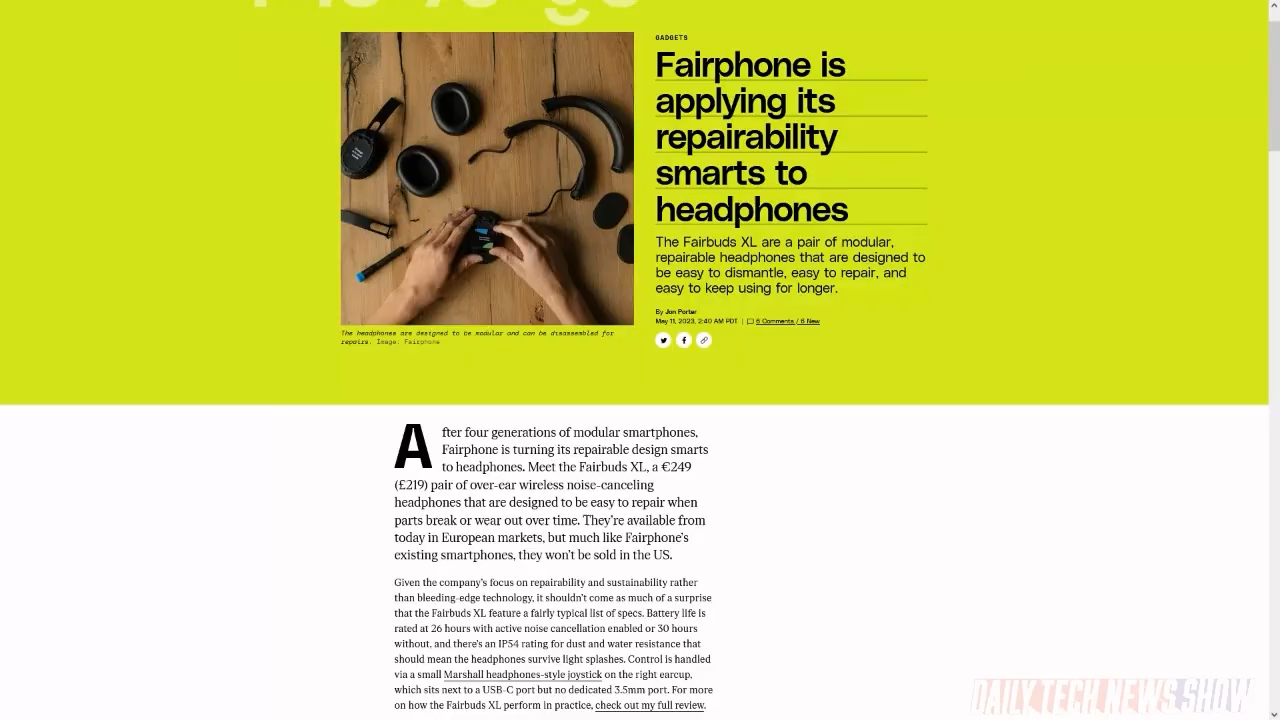 GADGETS
Fairphone is
applying its
repairability
smarts to
headphones
The Fairbuds XL are a pair of modular,
repairable headphones that are designed to
be easy to dismantle, easy to repair, and
easy to keep using for longer.
By Jon Porter
May 11, 2023, 2:40 AM PDT | 6 Comments / 6 New
The headphones are designed to be modular and can be disassembled for
repairs. Image: Fairphone
After four generations of modular smartphones,
Fairphone is turning its repairable design smarts
to headphones. Meet the Fairbuds XL, a €249
(£219) pair of over-ear wireless noise-canceling
headphones that are designed to be easy to repair when
parts break or wear out over time. They're available from
today in European markets, but much like Fairphone's
existing smartphones, they won't be sold in the US.
Given the company's focus on repairability and sustainability rather
than bleeding-edge technology, it shouldn't come as much of a surprise
that the Fairbuds XL feature a fairly typical list of specs. Battery life is
rated at 26 hours with active noise cancellation enabled or 30 hours
without, and there's an IP54 rating for dust and water resistance that
should mean the headphones survive light splashes. Control is handled
via a small Marshall headphones-style joystick on the right earcup,
which sits next to a USB-C port but no dedicated 3.5mm port. For more
on how the Fairbuds XL perform in practice, check out my full review.
DAILY TECH NEWS SHOW